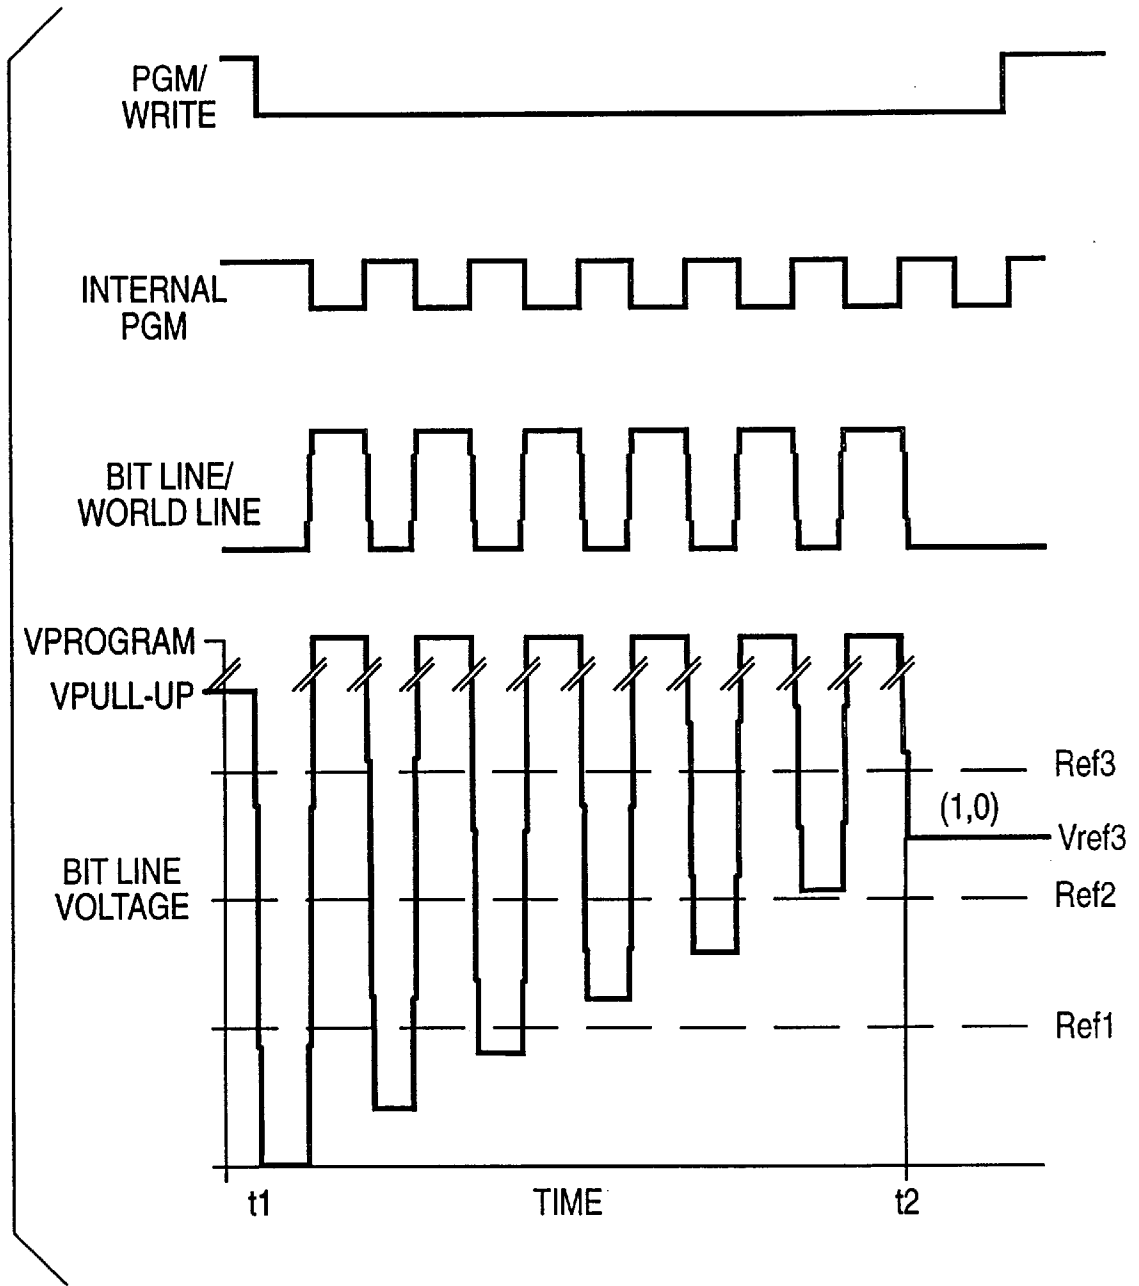 PGM/
WRITE
INTERNAL
PGM
BIT LINE/
WORLD LINE
VPROGRAM
VPULL-UP
Ref3
(1,0)
Vref3
BIT LINE
VOLTAGE
Ref2
Ref1
t1
TIME
t2